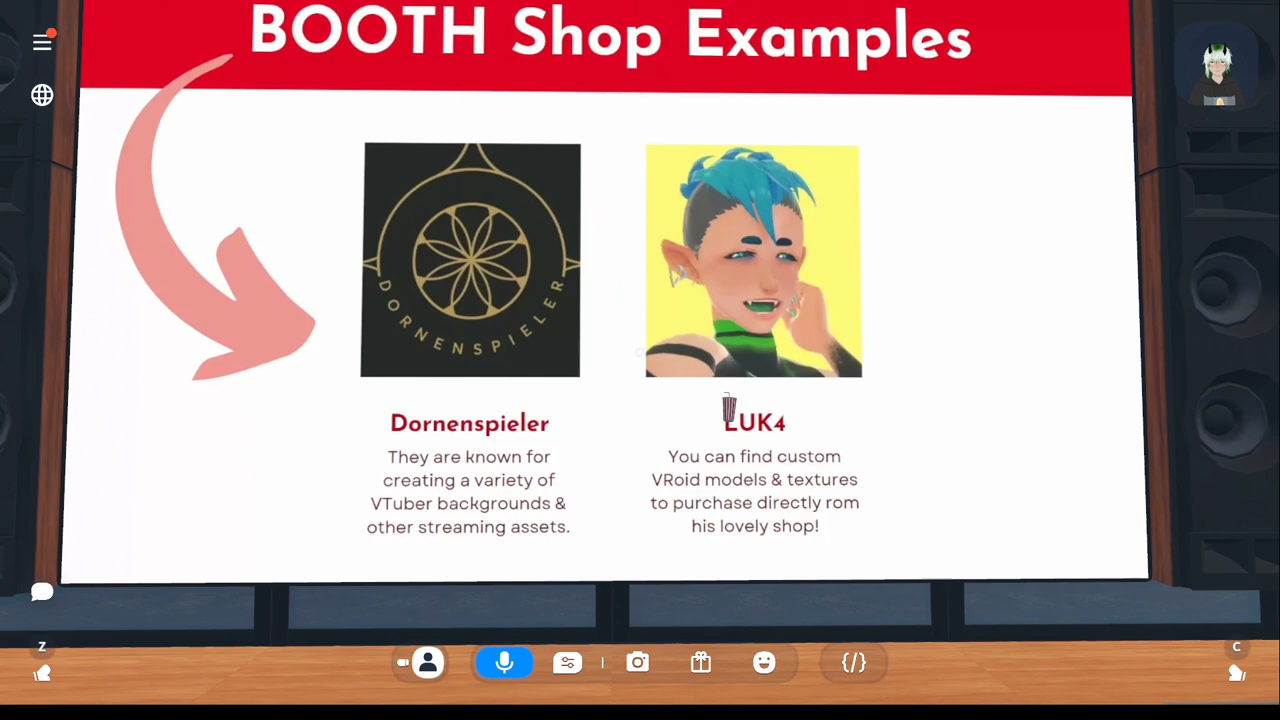 BOOTH Shop Examples
DORNENSPIELER
Dornenspieler
They are known for
creating a variety of
VTuber backgrounds &
other streaming assets.
LUK4
You can find custom
VRoid models & textures
to purchase directly rom
his lovely shop!
Z
C